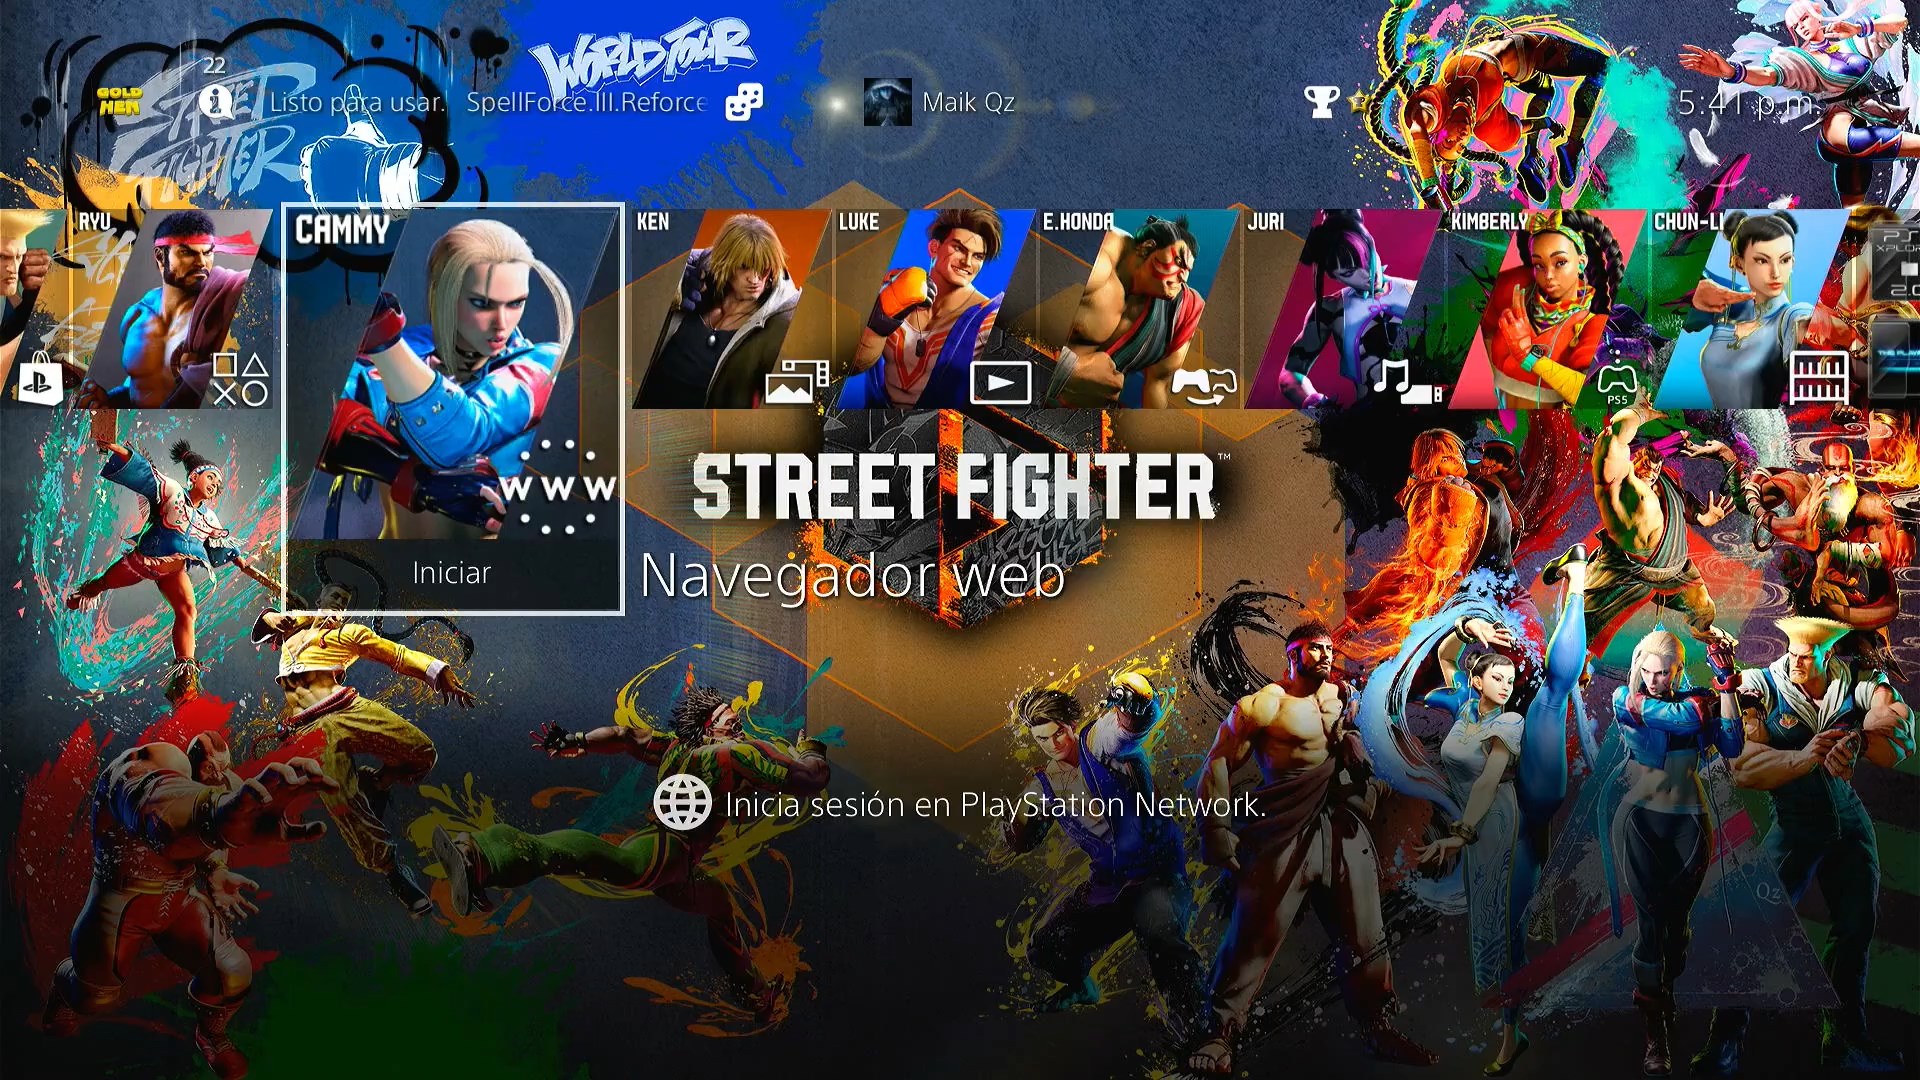 WORLD TOUR
STREET FIGHTER
GOLD HEN
22
Listo para usar. SpellForce.III.Reforce
Maik Qz
5:41 p.m.
RYU
CAMMY
KEN
LUKE
E.HONDA
JURI
KIMBERLY
CHUN-LI
PS5
WWW
STREET FIGHTER™
Iniciar
Navegador web
Inicia sesión en PlayStation Network.
Qz